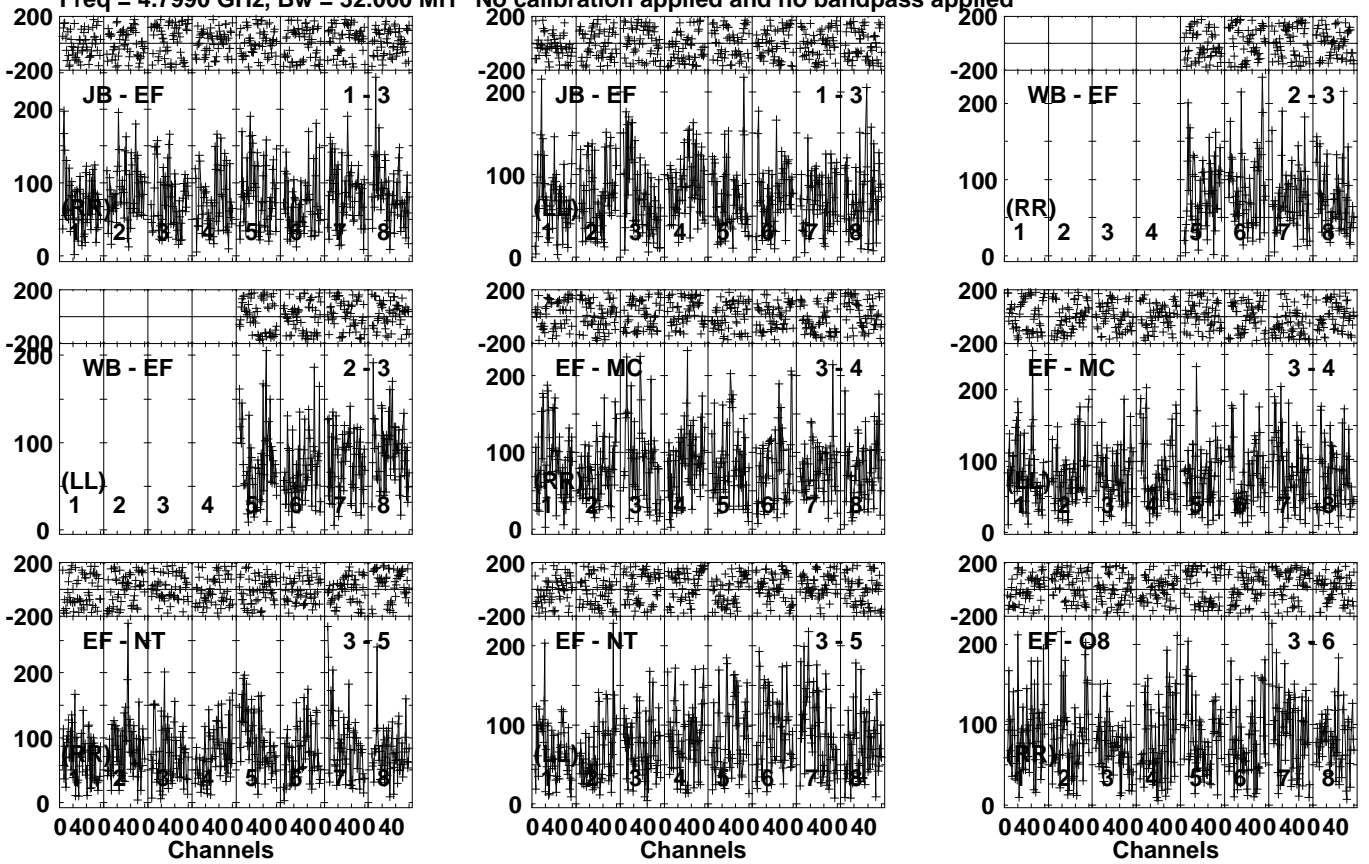 Freq = 4.7990 GHz, Bw = 32.000 MH No calibration applied and no bandpass applied
-200 -200 200 -200
200 JB - EF 1 - 3 200 JB - EF 1 - 3 200 WB - EF 2 - 3
100 100 100
(RR) (LL) (RR)
1 2 3 4 5 6 7 8 1 2 3 4 5 6 7 8 1 2 3 4 5 6 7 8
0 0 0
200 200 200
-200 -200 -200
200 WB - EF 2 - 3 200 EF - MC 3 - 4 200 EF - MC 3 - 4
100 100 100
(LL) (RR) (LL)
1 2 3 4 5 6 7 8 1 2 3 4 5 6 7 8 1 2 3 4 5 6 7 8
0 0 0
200 200 200
-200 -200 -200
200 EF - NT 3 - 5 200 EF - NT 3 - 5 200 EF - O8 3 - 6
100 100 100
(RR) (LL) (RR)
1 2 3 4 5 6 7 8 1 2 3 4 5 6 7 8 1 2 3 4 5 6 7 8
0 0 0
0 40 0 40 0 40 0 40 0 40 0 40 0 40 0 40 0 40 0 40 0 40 0 40 0 40 0 40 0 40 0 40 0 40 0 40 0 40 0 40 0 40 0 40 0 40 0 40
Channels Channels Channels